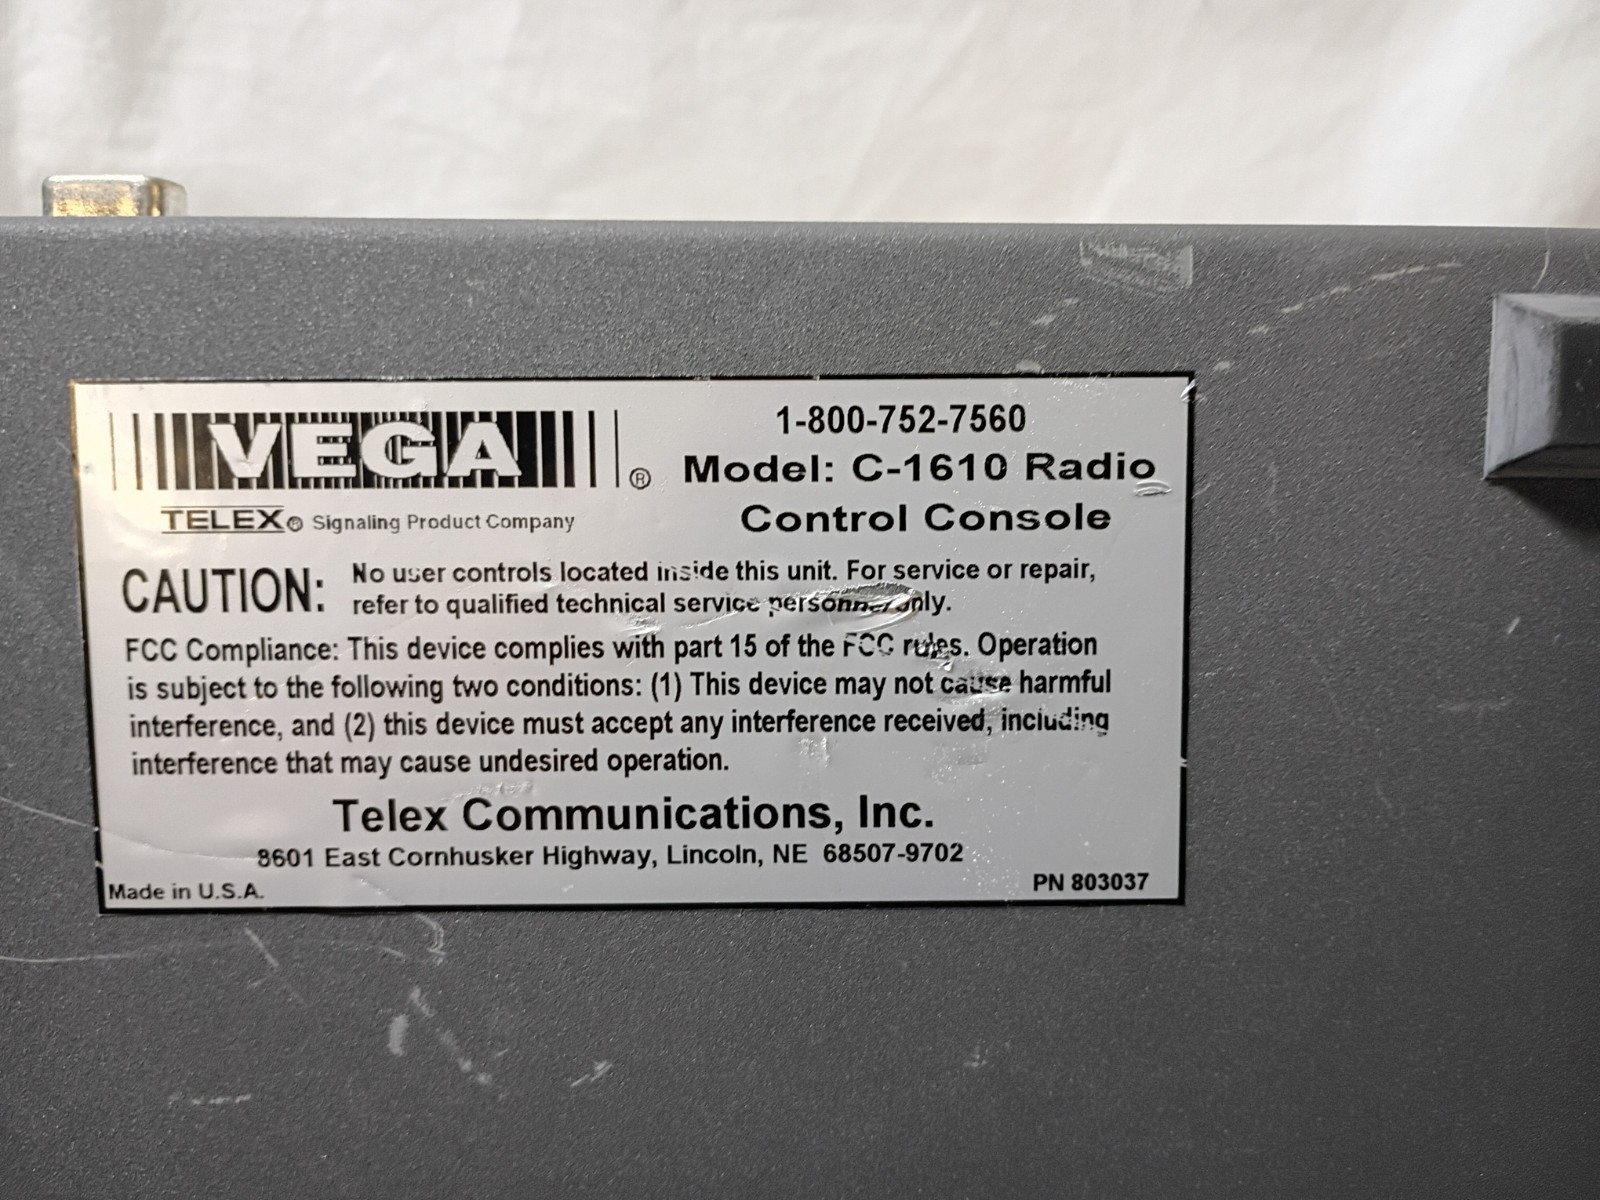 VEGA®
TELEX® Signaling Product Company
1-800-752-7560
Model: C-1610 Radio
Control Console
CAUTION: No user controls located inside this unit. For service or repair,
refer to qualified technical service personnel only.
FCC Compliance: This device complies with part 15 of the FCC rules. Operation
is subject to the following two conditions: (1) This device may not cause harmful
interference, and (2) this device must accept any interference received, including
interference that may cause undesired operation.
Telex Communications, Inc.
8601 East Cornhusker Highway, Lincoln, NE 68507-9702
Made in U.S.A.
PN 803037